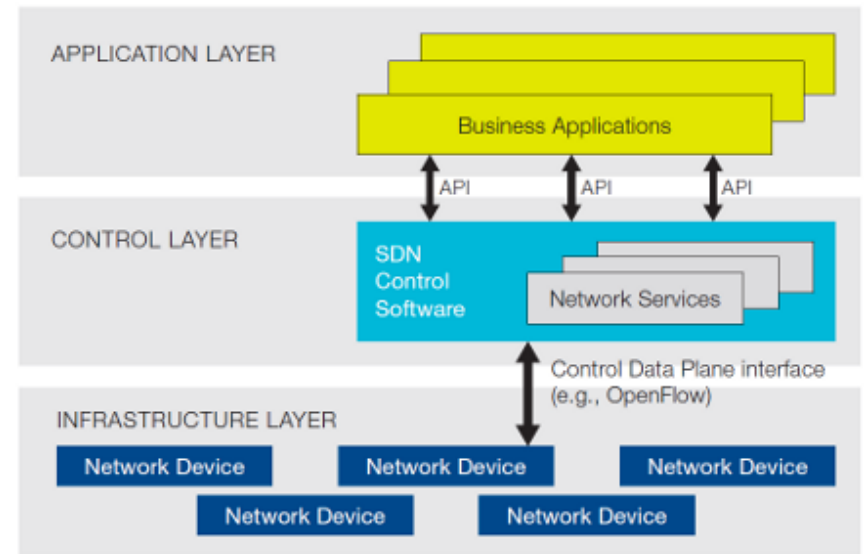 APPLICATION LAYER
Business Applications
API API API
CONTROL LAYER
SDN
Control
Software
Network Services
Control Data Plane interface
(e.g., OpenFlow)
INFRASTRUCTURE LAYER
Network Device Network Device Network Device
Network Device Network Device